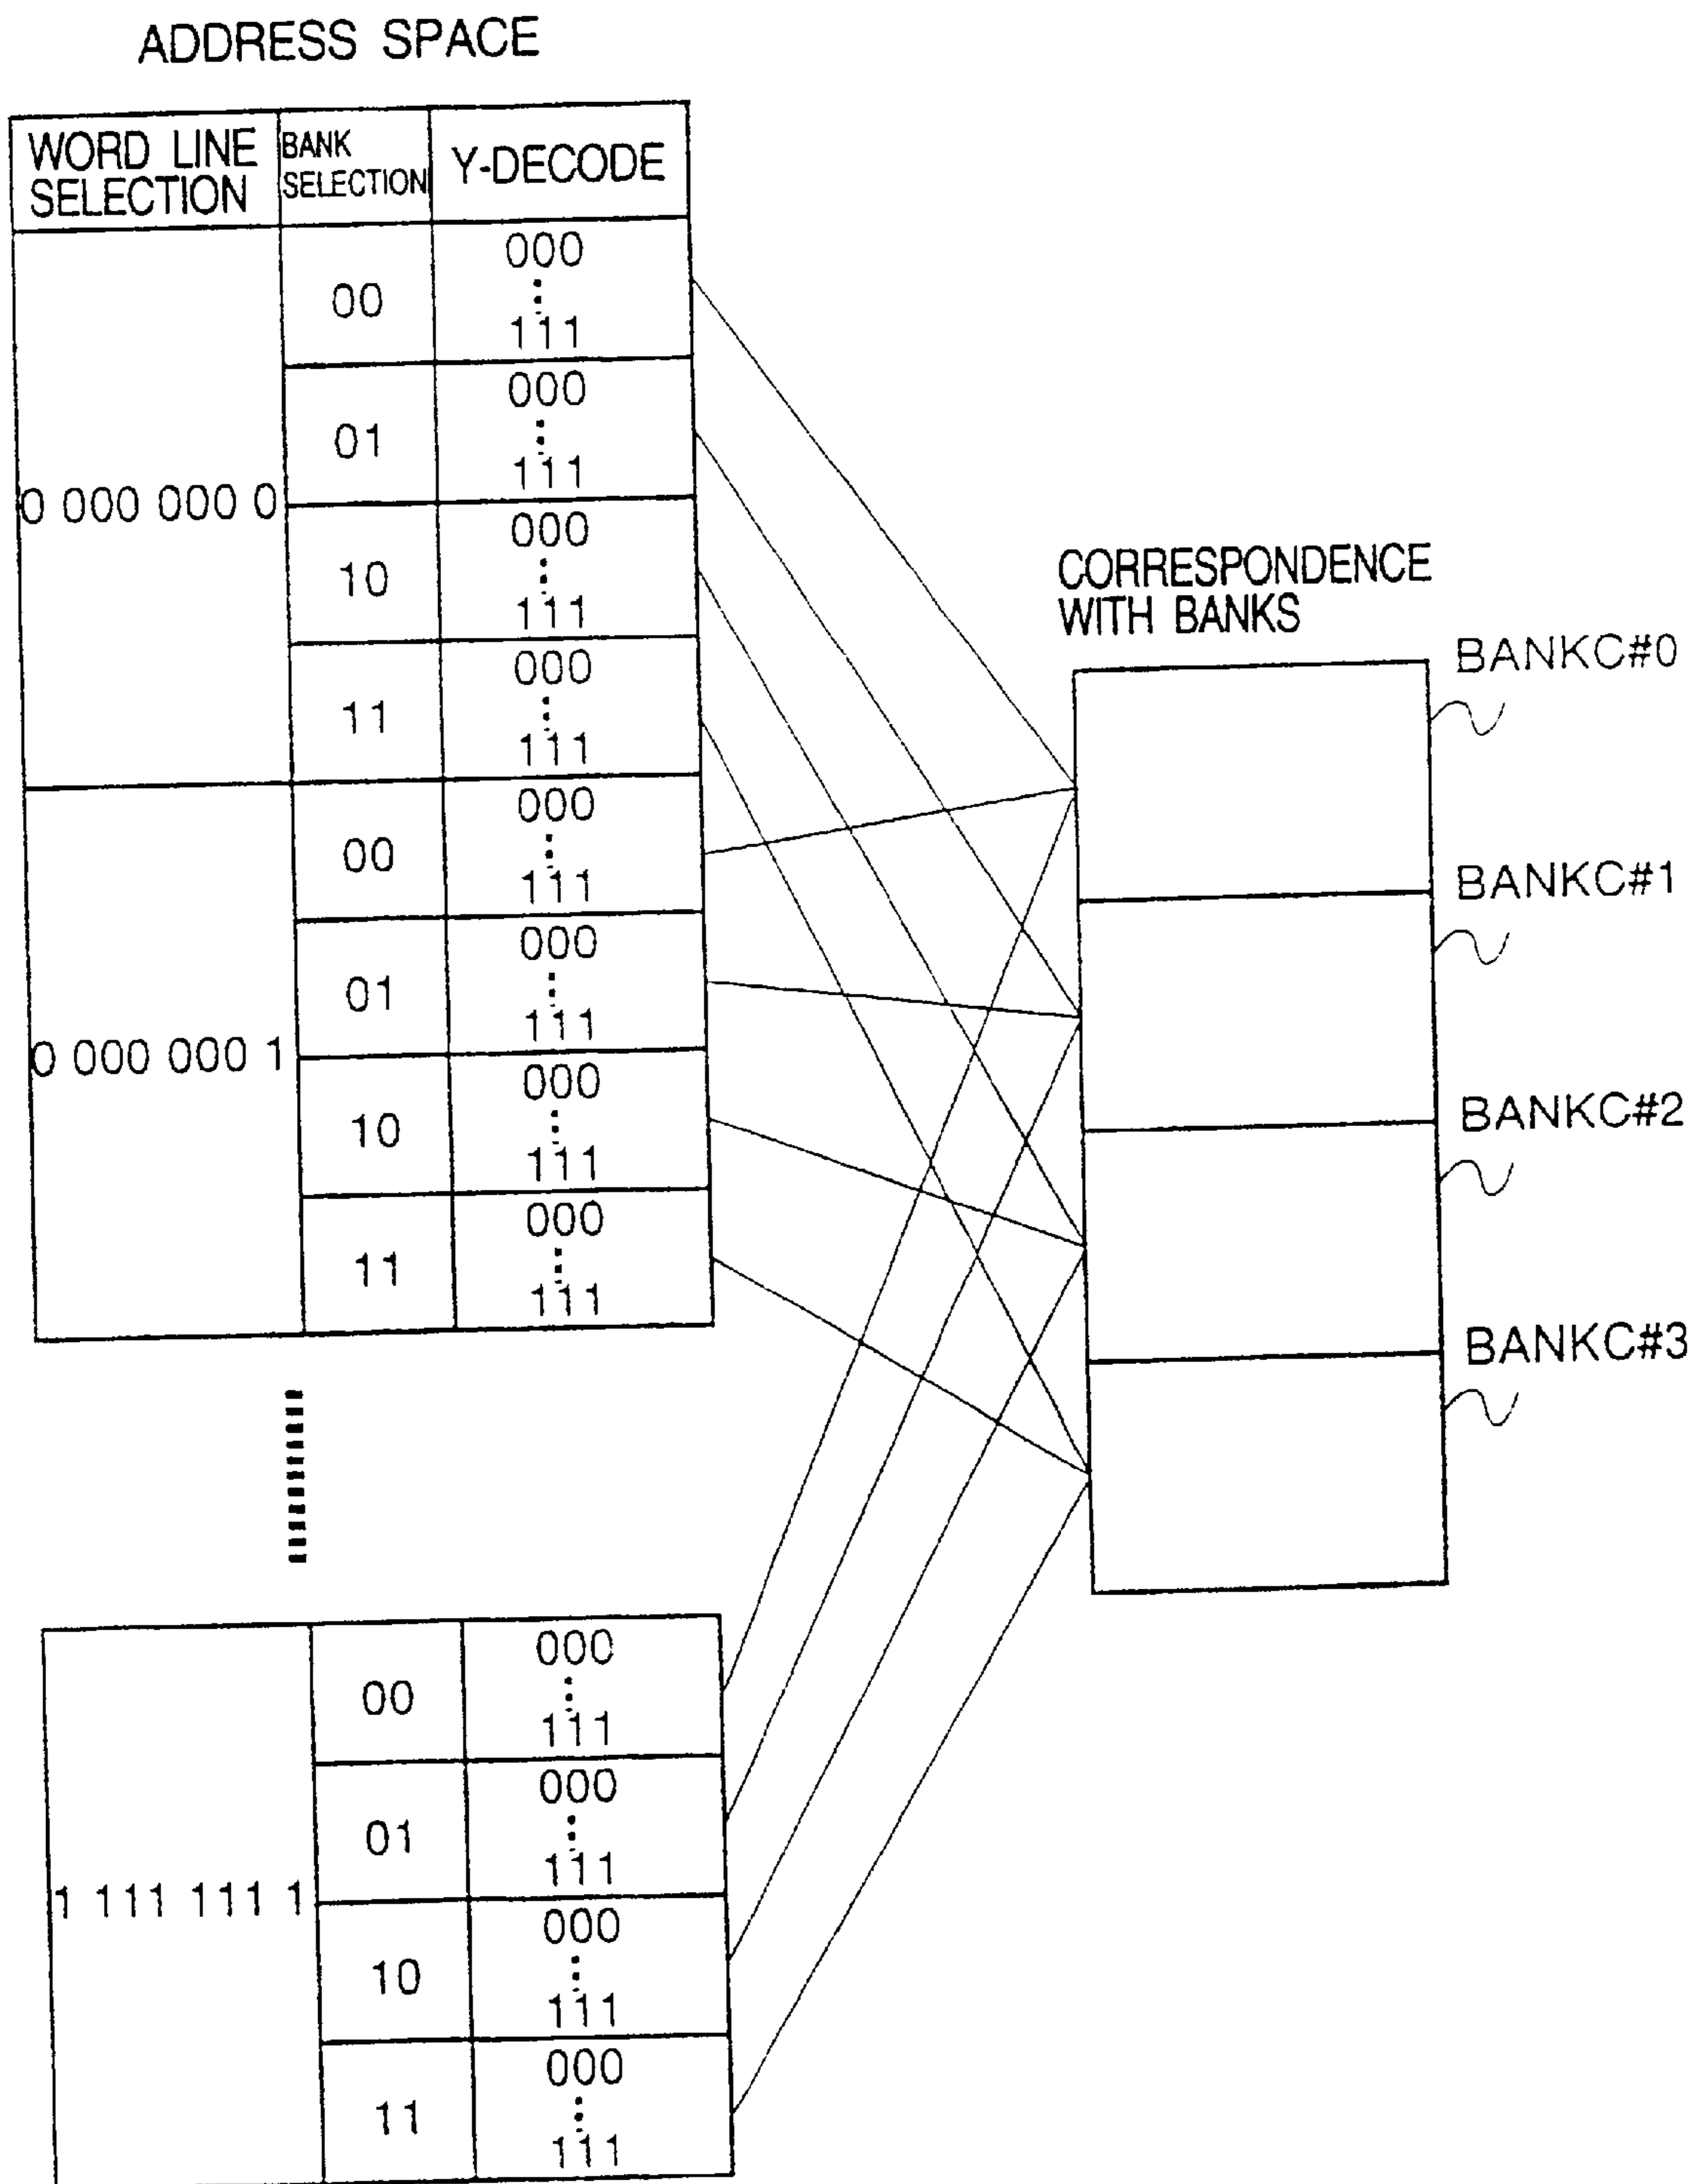 ADDRESS SPACE
WORD LINE SELECTION BANK SELECTION Y-DECODE
0 000 000 0
00 000
111
01 000
111
10 000
111
11 000
111
0 000 000 1
00 000
111
01 000
111
10 000
111
11 000
111
1 111 111 1
00 000
111
01 000
111
10 000
111
11 000
111
CORRESPONDENCE
WITH BANKS
BANKC#0
BANKC#1
BANKC#2
BANKC#3